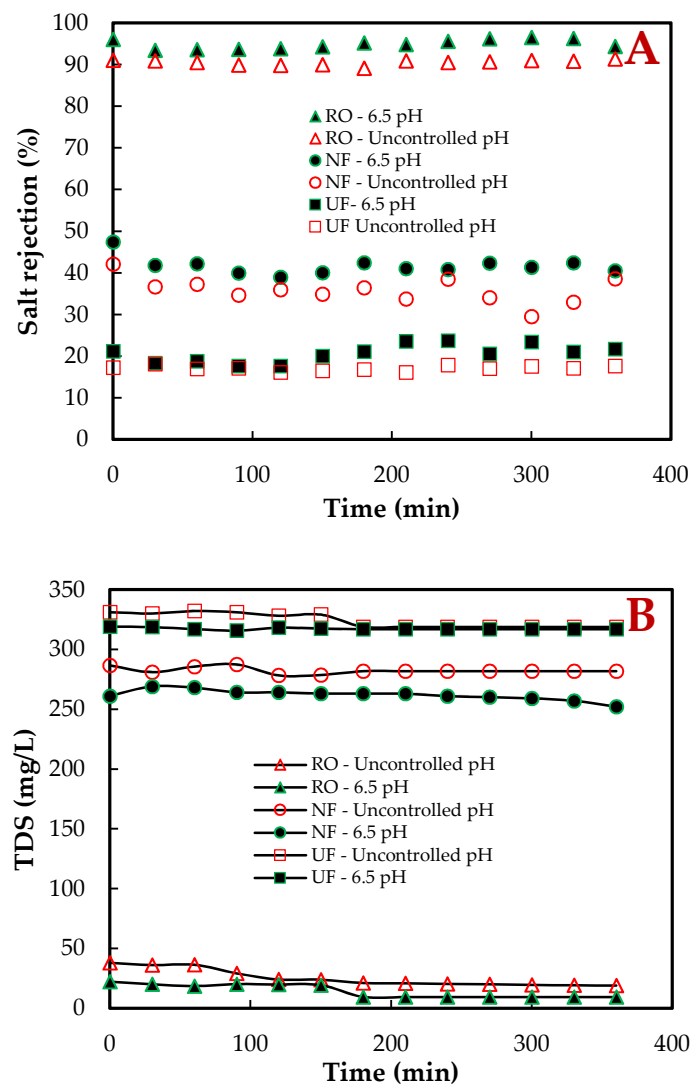 100
90
80
70
60
50
40
30
20
10
0
Salt rejection (%)
A
RO - 6.5 pH
RO - Uncontrolled pH
NF - 6.5 pH
NF - Uncontrolled pH
UF- 6.5 pH
UF Uncontrolled pH
0 100 200 300 400
Time (min)
350
300
250
200
150
100
50
0
TDS (mg/L)
B
RO - Uncontrolled pH
RO - 6.5 pH
NF - Uncontrolled pH
NF - 6.5 pH
UF - Uncontrolled pH
UF - 6.5 pH
0 100 200 300 400
Time (min)